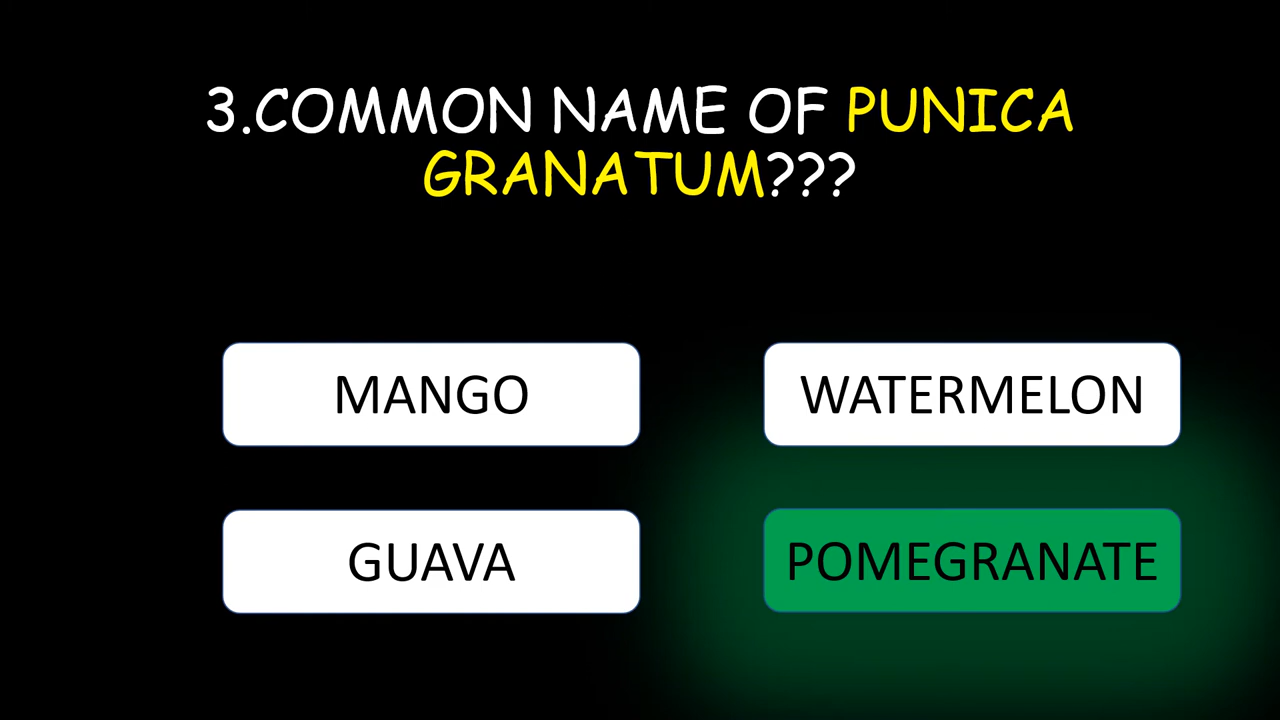 3.COMMON NAME OF PUNICA
GRANATUM???
MANGO
WATERMELON
GUAVA
POMEGRANATE